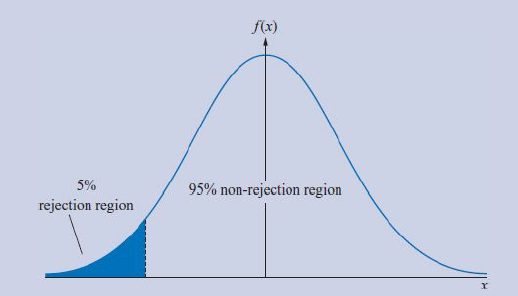 f(x)
5%
rejection region
95% non-rejection region
x